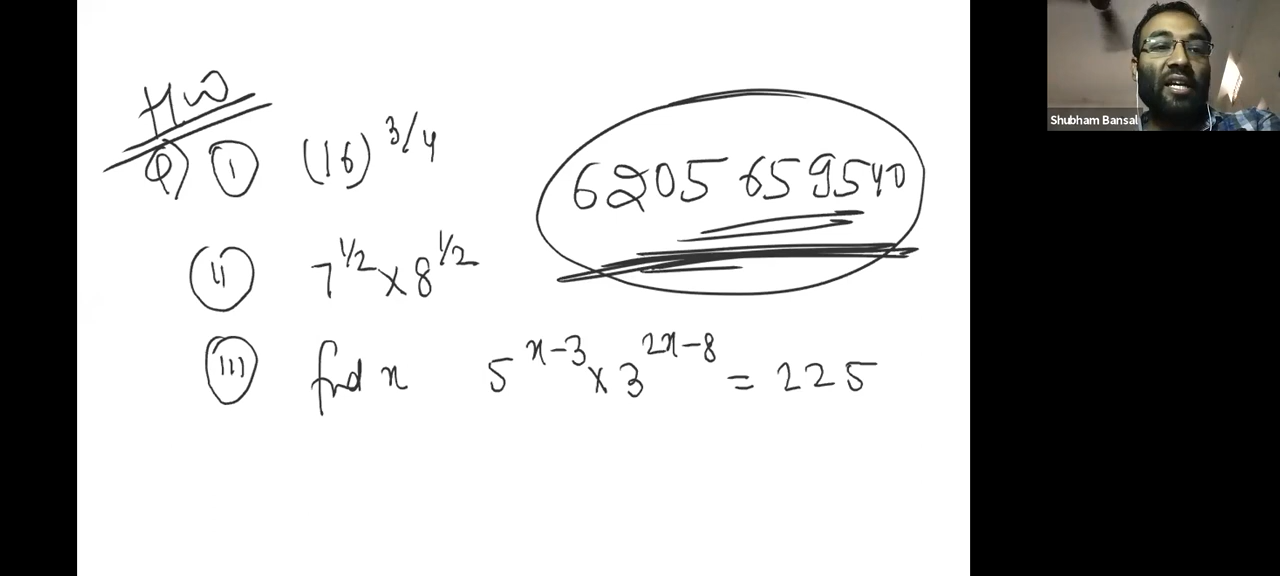 HW
Q) (i) (16)^3/4
6205659540
(ii) 7^1/2 x 8^1/2
(iii) find x 5^x-3 x 3^2x-8 = 225
Shubham Bansal